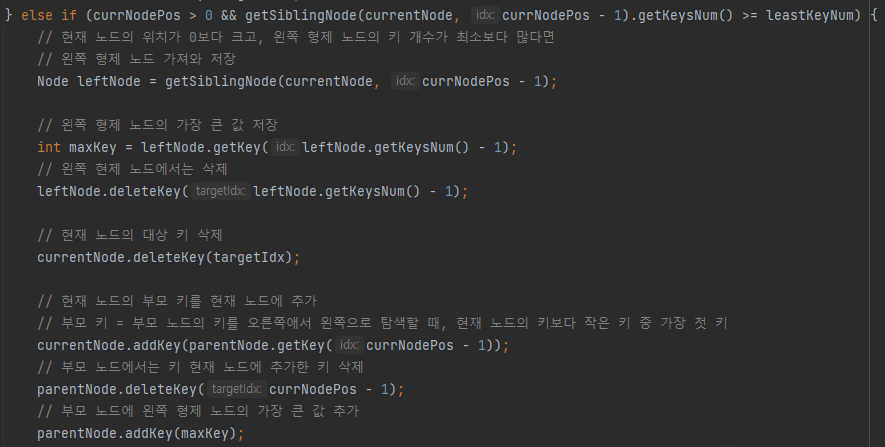 } else if (currNodePos > 0 && getSiblingNode(currentNode, idx: currNodePos - 1).getKeysNum() >= leastKeyNum) {
// 현재 노드의 위치가 0보다 크고, 왼쪽 형제 노드의 키 개수가 최소보다 많다면
// 왼쪽 형제 노드 가져와 저장
Node leftNode = getSiblingNode(currentNode, idx: currNodePos - 1);
// 왼쪽 형제 노드의 가장 큰 값 저장
int maxKey = leftNode.getKey( idx: leftNode.getKeysNum() - 1);
// 왼쪽 현제 노드에서는 삭제
leftNode.deleteKey( targetIdx: leftNode.getKeysNum() - 1);
// 현재 노드의 대상 키 삭제
currentNode.deleteKey(targetIdx);
// 현재 노드의 부모 키를 현재 노드에 추가
// 부모 키 = 부모 노드의 키를 오른쪽애서 왼쪽으로 탐색할 때, 현재 노드의 키보다 작은 키 중 가장 첫 키
currentNode.addKey(parentNode.getKey( idx: currNodePos - 1));
// 부모 노드에서는 키 현재 노드에 추가한 키 삭제
parentNode.deleteKey( targetIdx: currNodePos - 1);
// 부모 노드에 왼쪽 형제 노드의 가장 큰 값 추가
parentNode.addKey(maxKey);